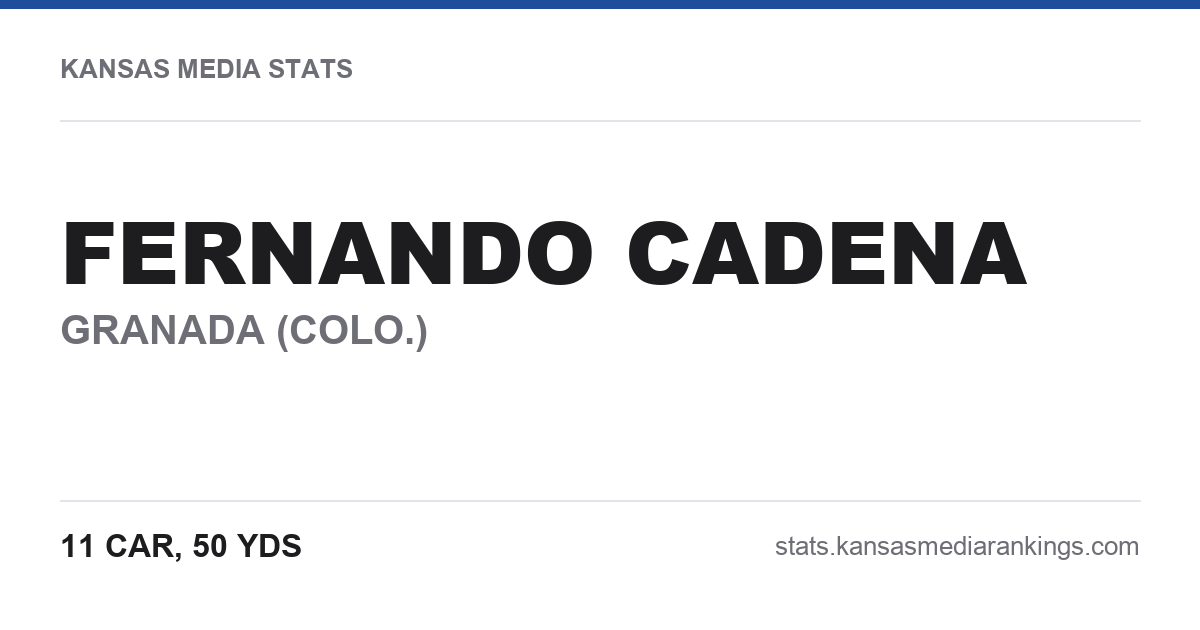 KANSAS MEDIA STATS
FERNANDO CADENA
GRANADA (COLO.)
11 CAR, 50 YDS
stats.kansasmediarankings.com